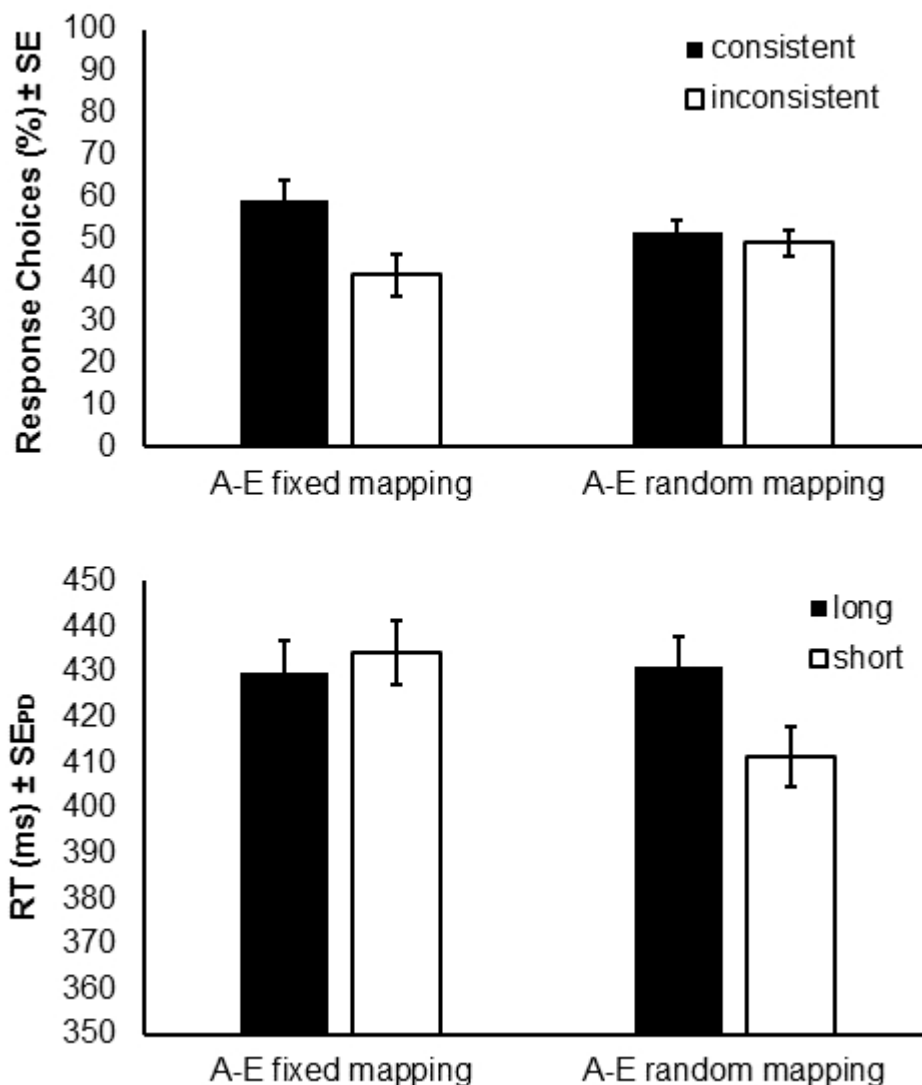 Response Choices (%) ± SE
100
90
80
70
60
50
40
30
20
10
0
consistent
inconsistent
A-E fixed mapping
A-E random mapping
RT (ms) ± SEPD
450
440
430
420
410
400
390
380
370
360
350
long
short
A-E fixed mapping
A-E random mapping